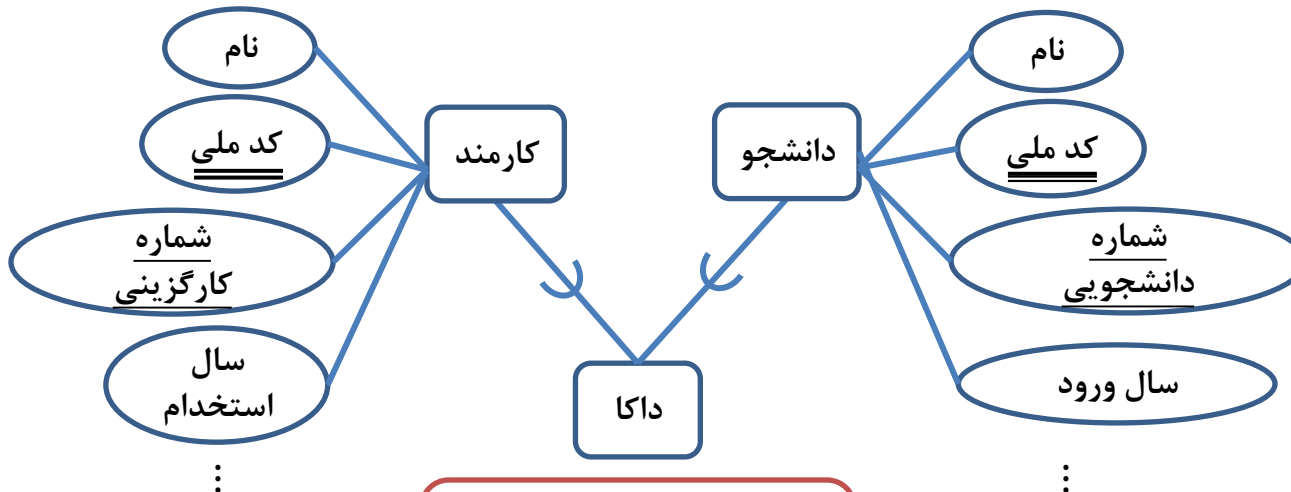 نام
کد ملی
شماره
دانشجویی
سال ورود
⋮
دانشجو
کارمند
داکا
نام
کد ملی
شماره
کارگزینی
سال
استخدام
⋮